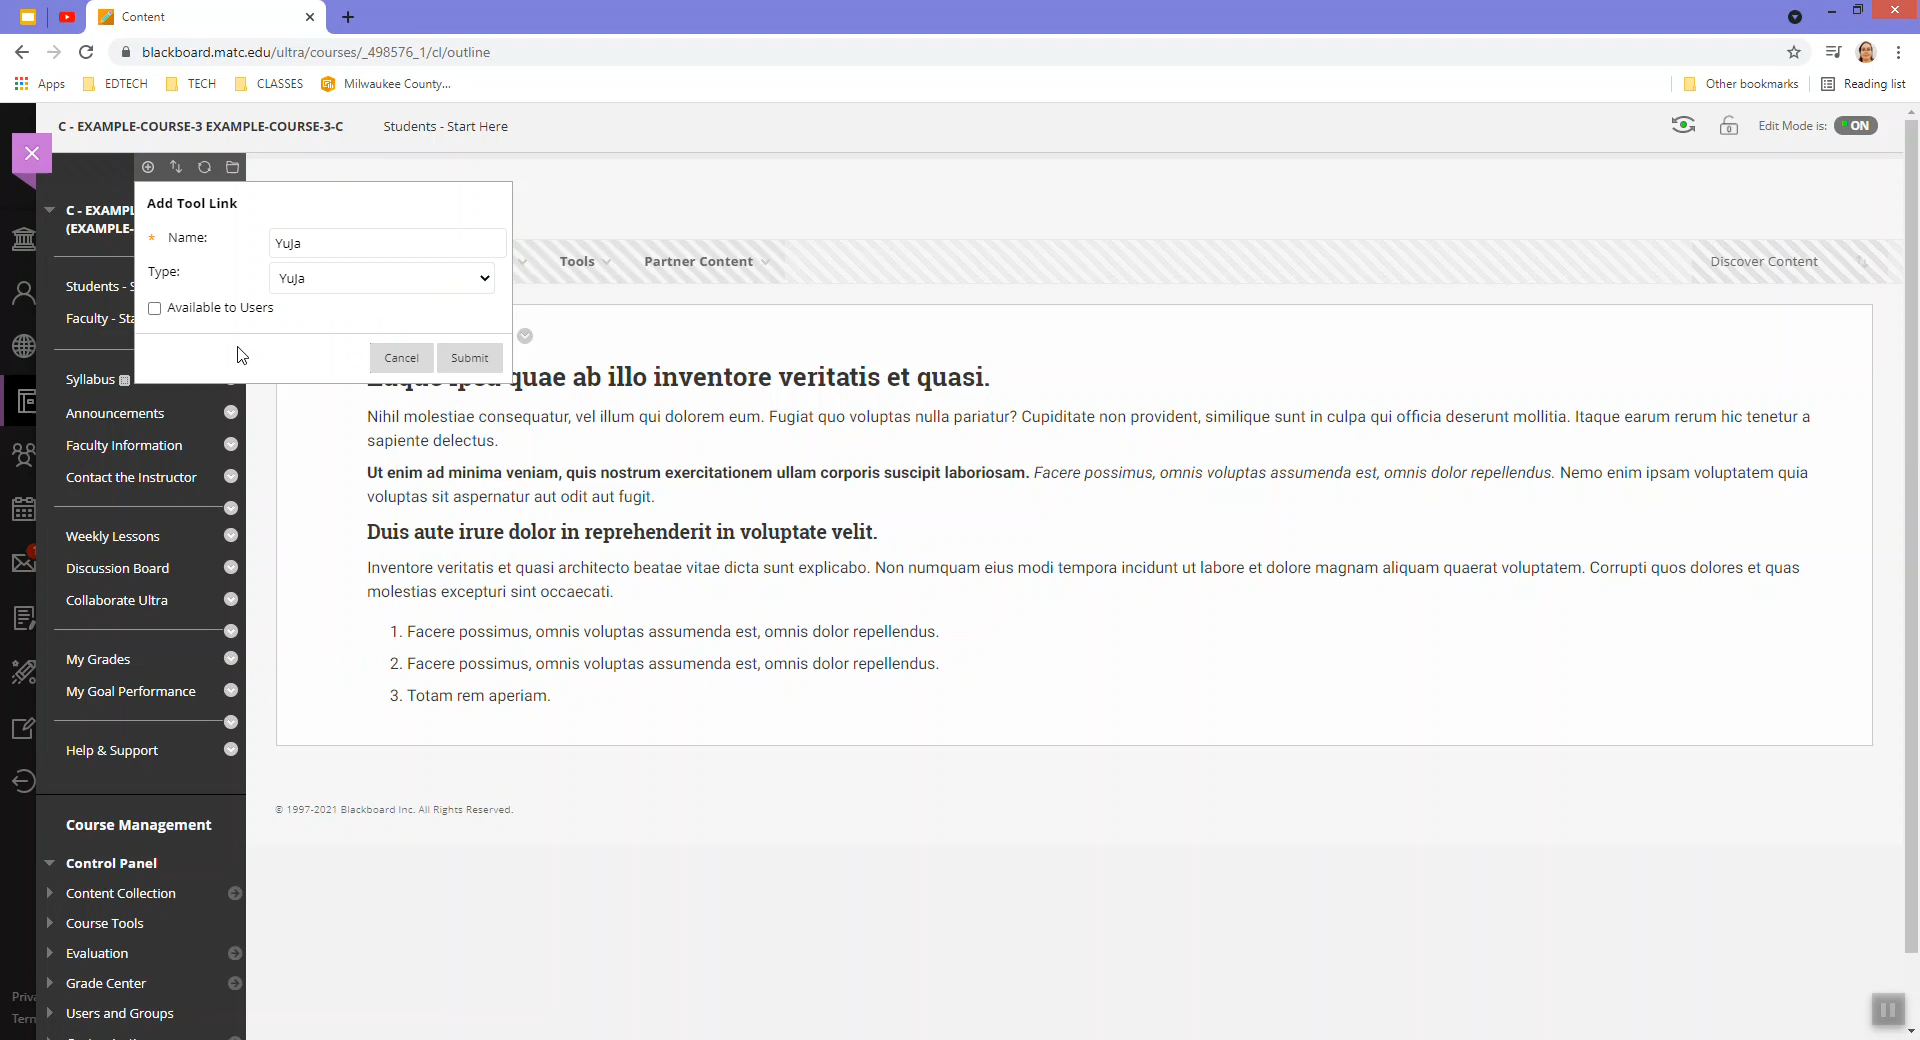 Content
blackboard.matc.edu/ultra/courses/_498576_1/cl/outline
Apps EDTECH TECH CLASSES Milwaukee County... Other bookmarks Reading list
C - EXAMPLE-COURSE-3 EXAMPLE-COURSE-3-C Students - Start Here Edit Mode is: ON
Add Tool Link
* Name: YuJa
Type: YuJa
Available to Users
Cancel Submit
C - EXAMPL
(EXAMPLE-
Students - S
Faculty - Sta
Syllabus
Announcements
Faculty Information
Contact the Instructor
Weekly Lessons
Discussion Board
Collaborate Ultra
My Grades
My Goal Performance
Help & Support
Course Management
Control Panel
Content Collection
Course Tools
Evaluation
Grade Center
Users and Groups
Priva
Term
Tools Partner Content Discover Content
quae ab illo inventore veritatis et quasi.
Nihil molestiae consequatur, vel illum qui dolorem eum. Fugiat quo voluptas nulla pariatur? Cupiditate non provident, similique sunt in culpa qui officia deserunt mollitia. Itaque earum rerum hic tenetur a
sapiente delectus.
Ut enim ad minima veniam, quis nostrum exercitationem ullam corporis suscipit laboriosam. Facere possimus, omnis voluptas assumenda est, omnis dolor repellendus. Nemo enim ipsam voluptatem quia
voluptas sit aspernatur aut odit aut fugit.
Duis aute irure dolor in reprehenderit in voluptate velit.
Inventore veritatis et quasi architecto beatae vitae dicta sunt explicabo. Non numquam eius modi tempora incidunt ut labore et dolore magnam aliquam quaerat voluptatem. Corrupti quos dolores et quas
molestias excepturi sint occaecati.
1. Facere possimus, omnis voluptas assumenda est, omnis dolor repellendus.
2. Facere possimus, omnis voluptas assumenda est, omnis dolor repellendus.
3. Totam rem aperiam.
© 1997-2021 Blackboard Inc. All Rights Reserved.